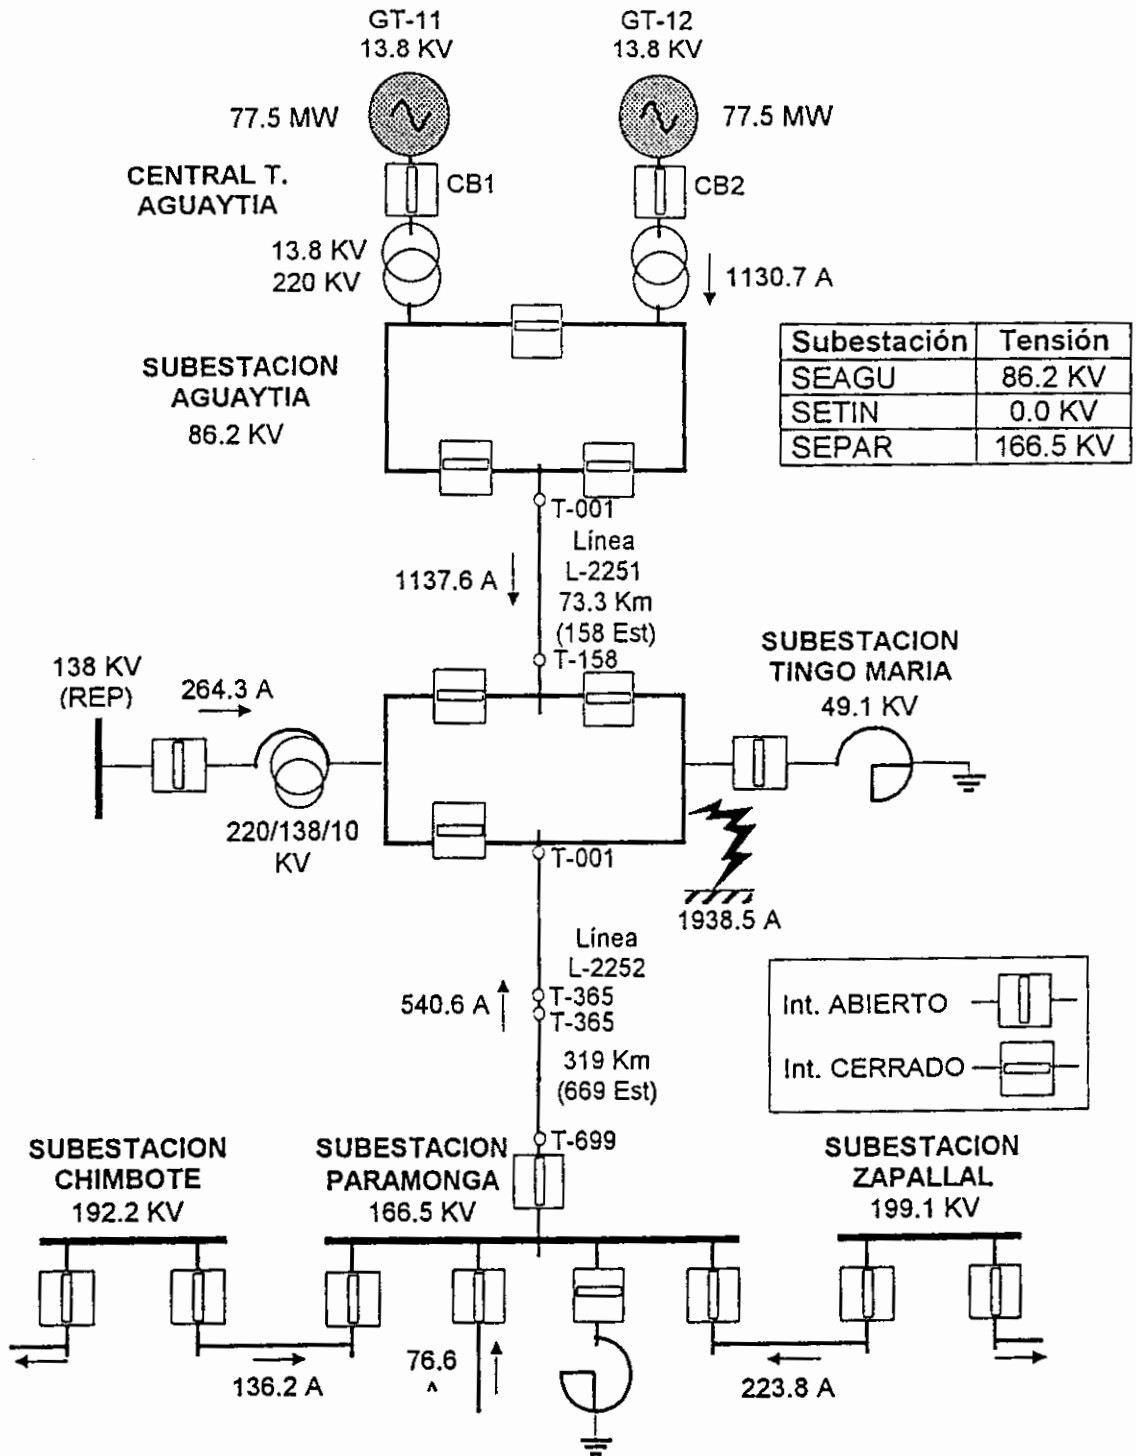 GT-11
13.8 KV
GT-12
13.8 KV
77.5 MW
77.5 MW
CENTRAL T.
AGUAYTIA
CB1
CB2
13.8 KV
220 KV
1130.7 A
SUBESTACION
AGUAYTIA
86.2 KV
Subestación Tensión
SEAGU 86.2 KV
SETIN 0.0 KV
SEPAR 166.5 KV
T-001
Línea
L-2251
73.3 Km
(158 Est)
1137.6 A
T-158
SUBESTACION
TINGO MARIA
49.1 KV
138 KV
(REP)
264.3 A
220/138/10
KV
T-001
1938.5 A
Línea
L-2252
540.6 A
T-365
T-365
319 Km
(669 Est)
Int. ABIERTO
Int. CERRADO
T-699
SUBESTACION
CHIMBOTE
192.2 KV
SUBESTACION
PARAMONGA
166.5 KV
SUBESTACION
ZAPALLAL
199.1 KV
136.2 A
76.6
A
223.8 A